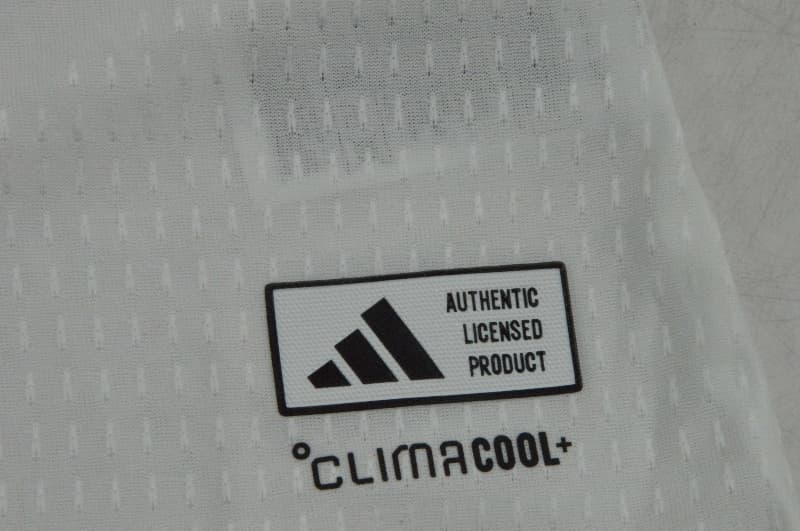 AUTHENTIC
LICENSED
PRODUCT
°CLIMACOOL+